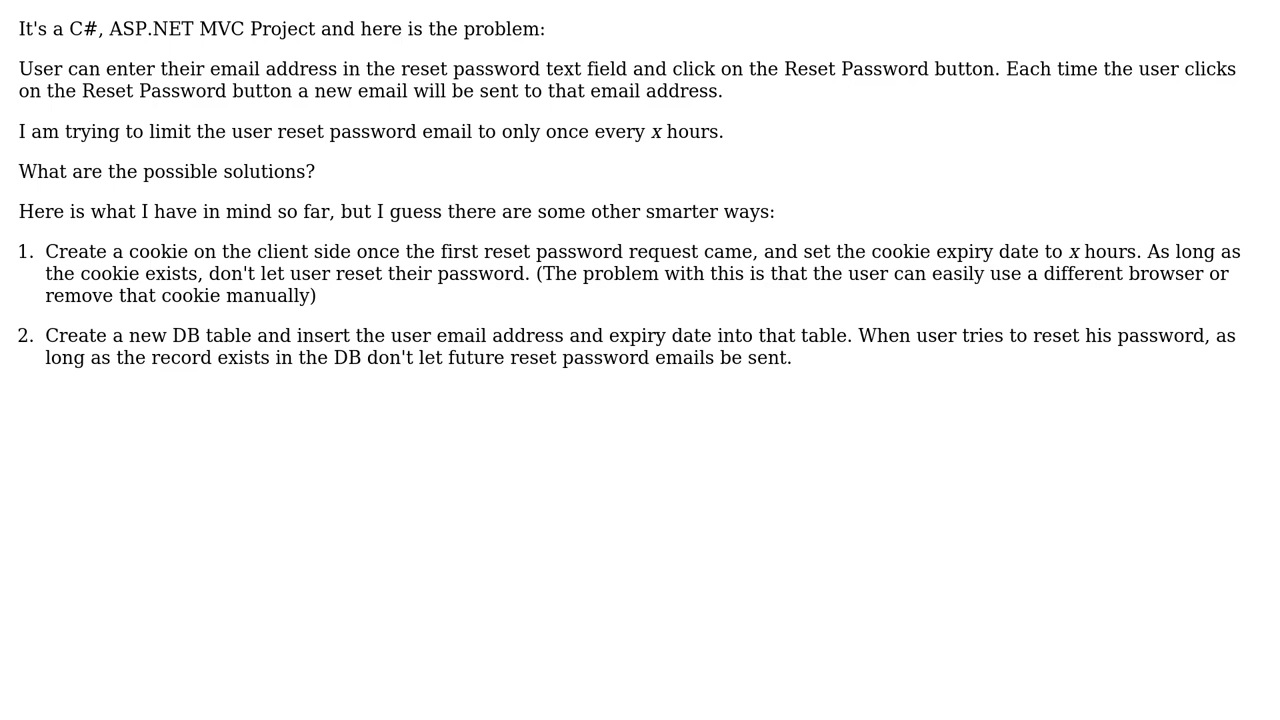 It's a C#, ASP.NET MVC Project and here is the problem:
User can enter their email address in the reset password text field and click on the Reset Password button. Each time the user clicks
on the Reset Password button a new email will be sent to that email address.
I am trying to limit the user reset password email to only once every x hours.
What are the possible solutions?
Here is what I have in mind so far, but I guess there are some other smarter ways:
1. Create a cookie on the client side once the first reset password request came, and set the cookie expiry date to x hours. As long as
the cookie exists, don't let user reset their password. (The problem with this is that the user can easily use a different browser or
remove that cookie manually)
2. Create a new DB table and insert the user email address and expiry date into that table. When user tries to reset his password, as
long as the record exists in the DB don't let future reset password emails be sent.